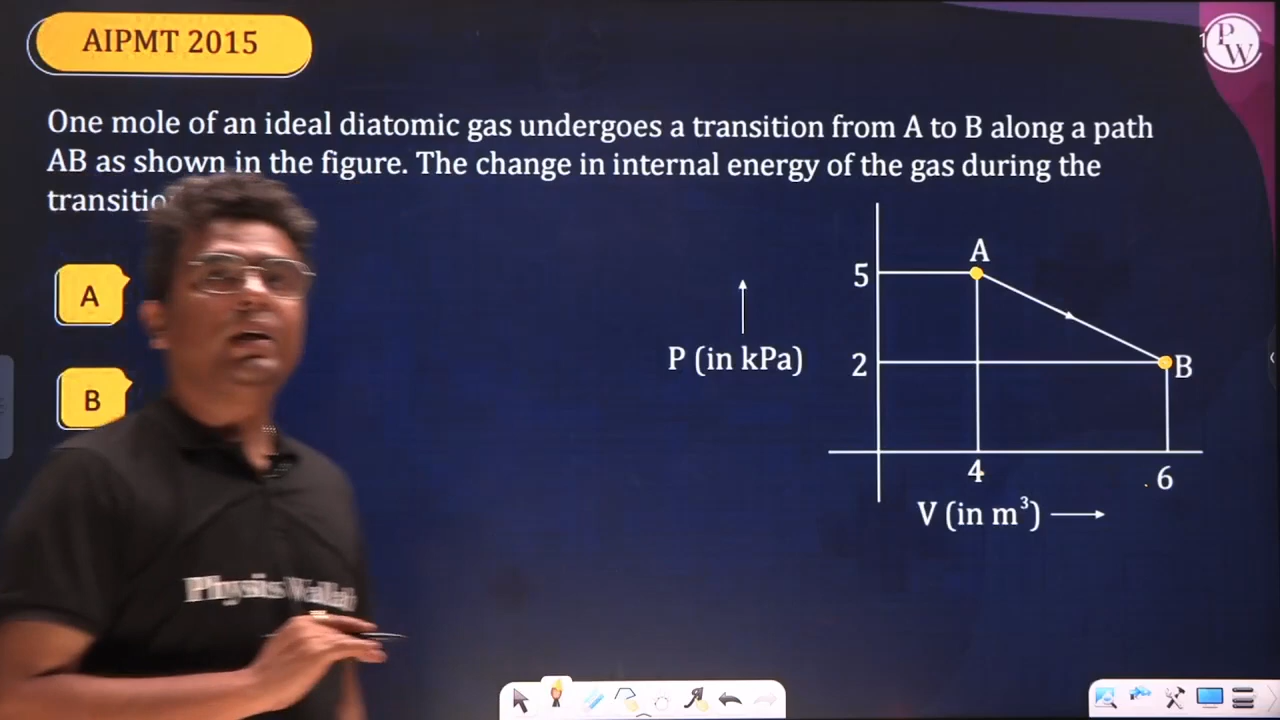 AIPMT 2015
PW
One mole of an ideal diatomic gas undergoes a transition from A to B along a path
AB as shown in the figure. The change in internal energy of the gas during the
A
5
A
P (in kPa)
2
B
B
4
6
V (in m³)